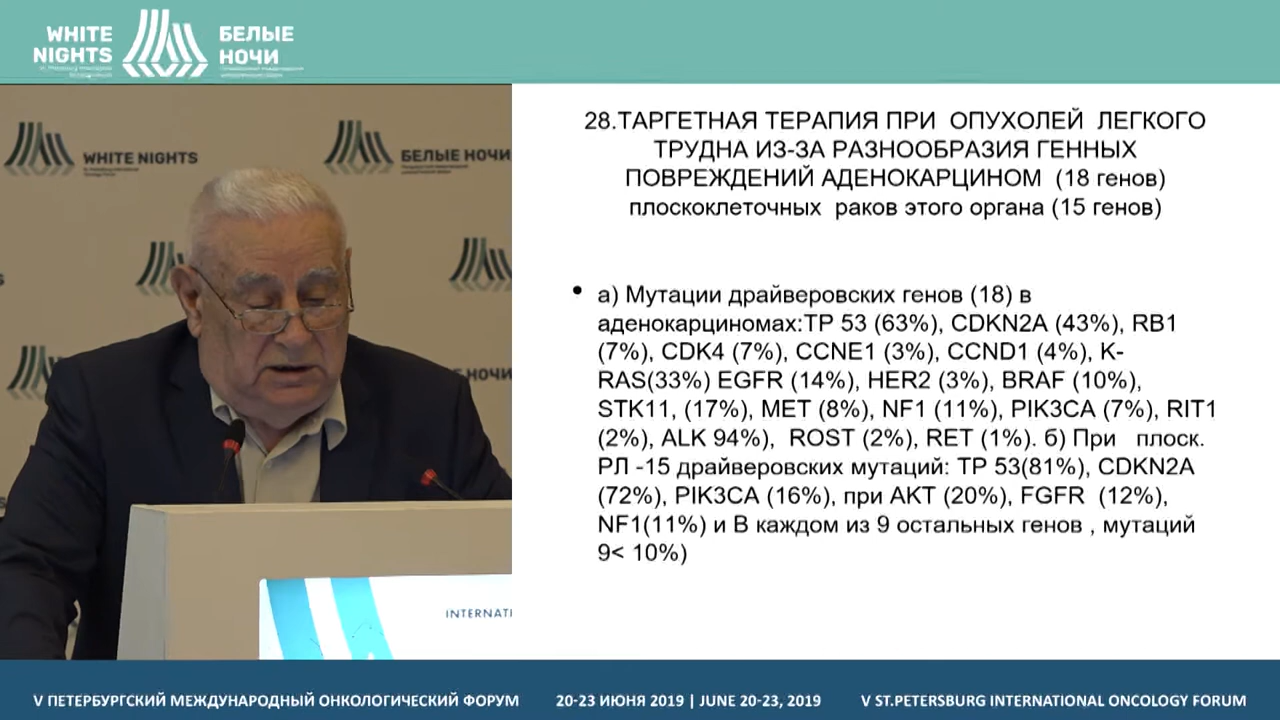 WHITE
NIGHTS
БЕЛЫЕ
НОЧИ
WHITE NIGHTS
БЕЛЫЕ НОЧИ
НОЧИ
INTERNATI
28.ТАРГЕТНАЯ ТЕРАПИЯ ПРИ ОПУХОЛЕЙ ЛЕГКОГО
ТРУДНА ИЗ-ЗА РАЗНООБРАЗИЯ ГЕННЫХ
ПОВРЕЖДЕНИЙ АДЕНОКАРЦИНОМ (18 генов)
плоскоклеточных раков этого органа (15 генов)
• а) Мутации драйверовских генов (18) в
аденокарциномах:ТР 53 (63%), CDKN2A (43%), RB1
(7%), CDK4 (7%), CCNE1 (3%), CCND1 (4%), K-
RAS(33%) EGFR (14%), HER2 (3%), BRAF (10%),
STK11, (17%), MET (8%), NF1 (11%), PIK3CA (7%), RIT1
(2%), ALK 94%), ROST (2%), RET (1%). б) При плоск.
РЛ -15 драйверовских мутаций: ТР 53(81%), CDKN2A
(72%), PIK3CA (16%), при AKT (20%), FGFR (12%),
NF1(11%) и В каждом из 9 остальных генов , мутаций
9< 10%)
V ПЕТЕРБУРГСКИЙ МЕЖДУНАРОДНЫЙ ОНКОЛОГИЧЕСКИЙ ФОРУМ
20-23 ИЮНЯ 2019 | JUNE 20-23, 2019
V ST.PETERSBURG INTERNATIONAL ONCOLOGY FORUM